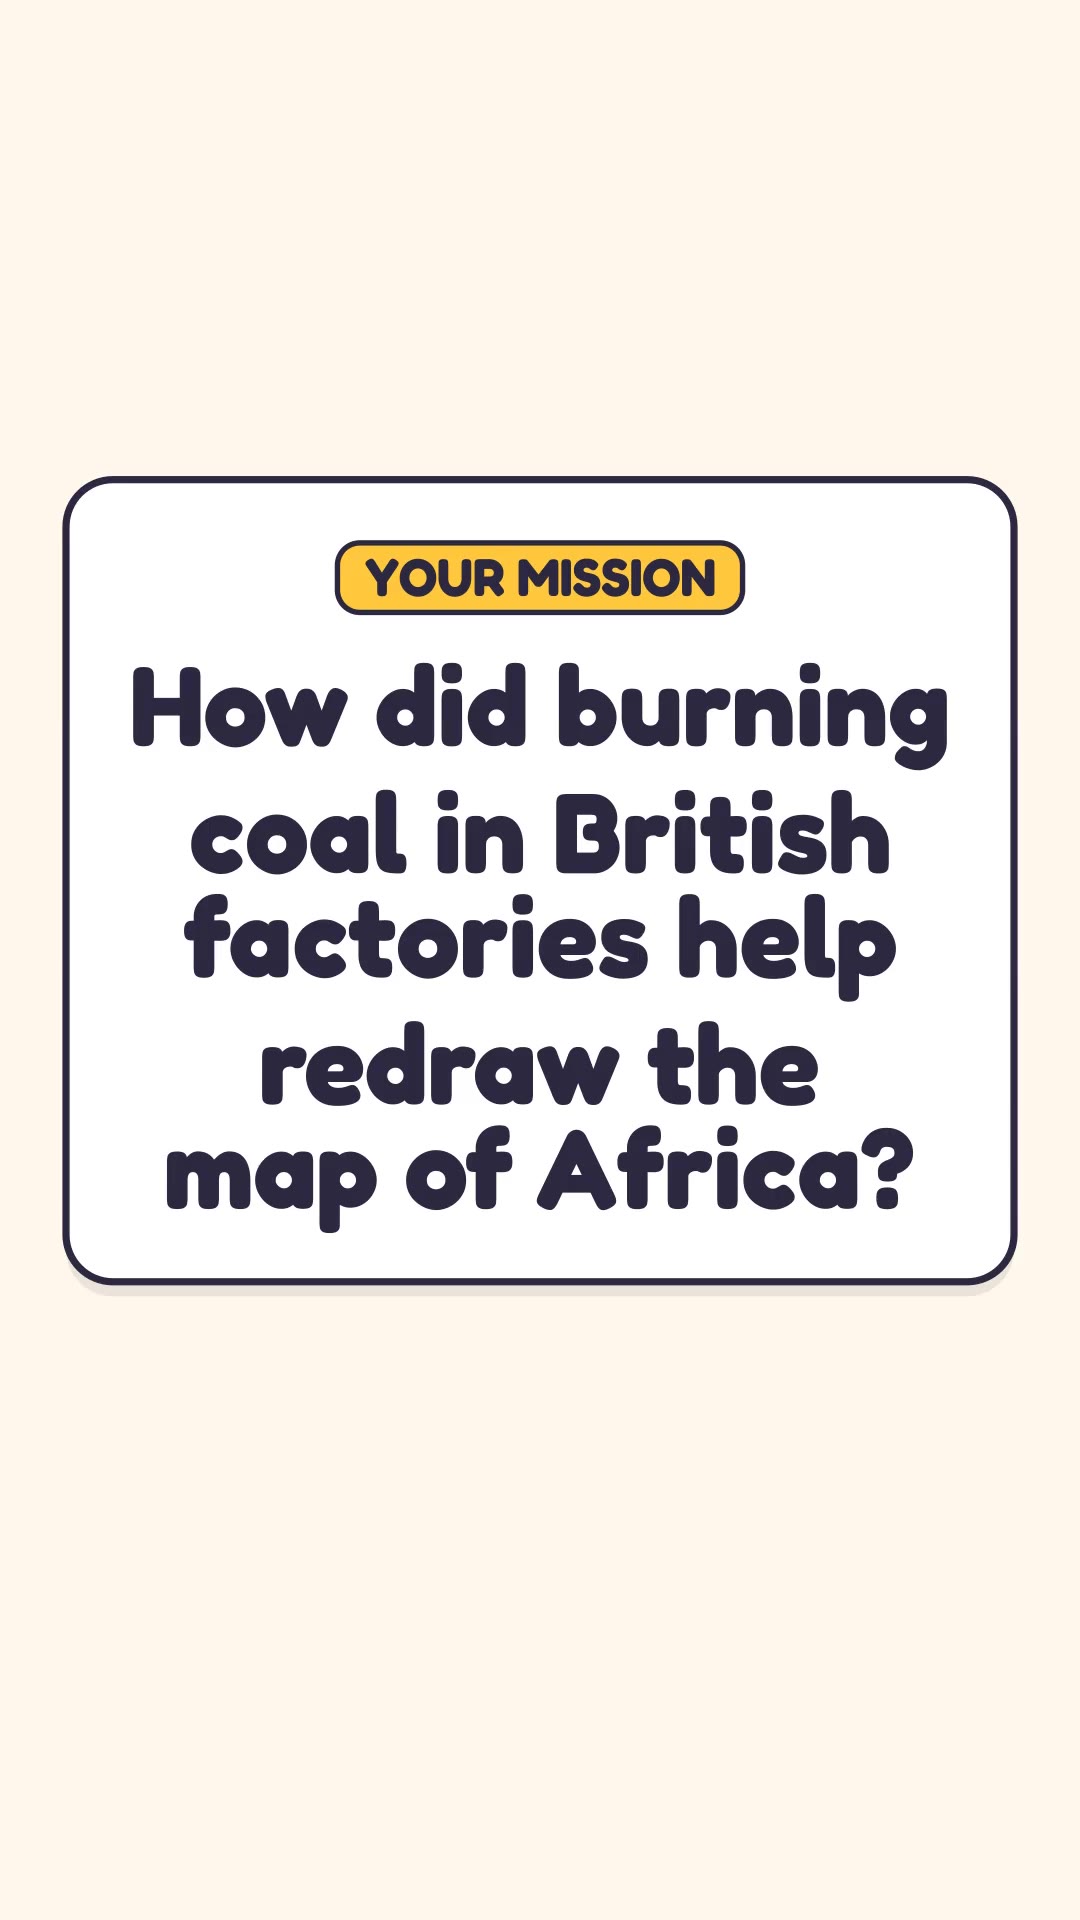 YOUR MISSION
How did burning
coal in British
factories help
redraw the
map of Africa?